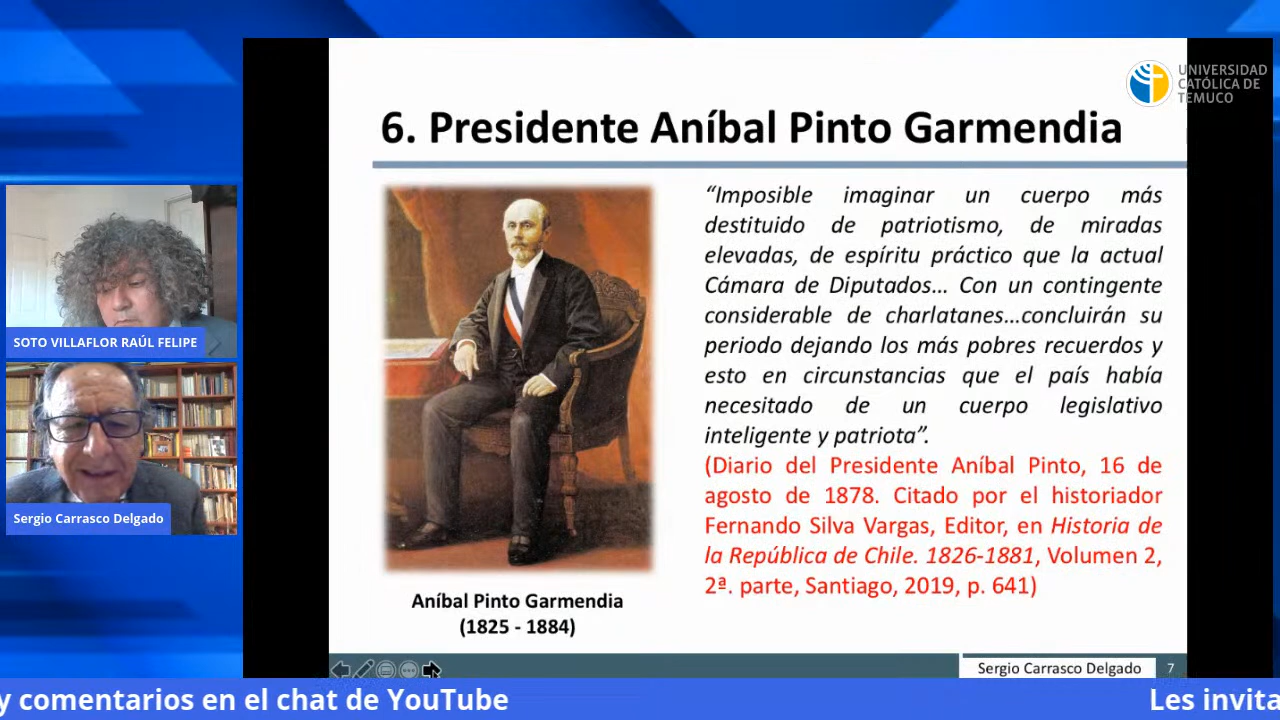 UNIVERSIDAD
CATÓLICA DE
TEMUCO
6. Presidente Aníbal Pinto Garmendia
“Imposible imaginar un cuerpo más
destituido de patriotismo, de miradas
elevadas, de espíritu práctico que la actual
Cámara de Diputados… Con un contingente
considerable de charlatanes…concluirán su
periodo dejando los más pobres recuerdos y
esto en circunstancias que el país había
necesitado de un cuerpo legislativo
inteligente y patriota”.
(Diario del Presidente Aníbal Pinto, 16 de
agosto de 1878. Citado por el historiador
Fernando Silva Vargas, Editor, en Historia de
la República de Chile. 1826-1881, Volumen 2,
2ª. parte, Santiago, 2019, p. 641)
Aníbal Pinto Garmendia
(1825 - 1884)
Sergio Carrasco Delgado 7
SOTO VILLAFLOR RAÚL FELIPE
Sergio Carrasco Delgado
y comentarios en el chat de YouTube
Les invita